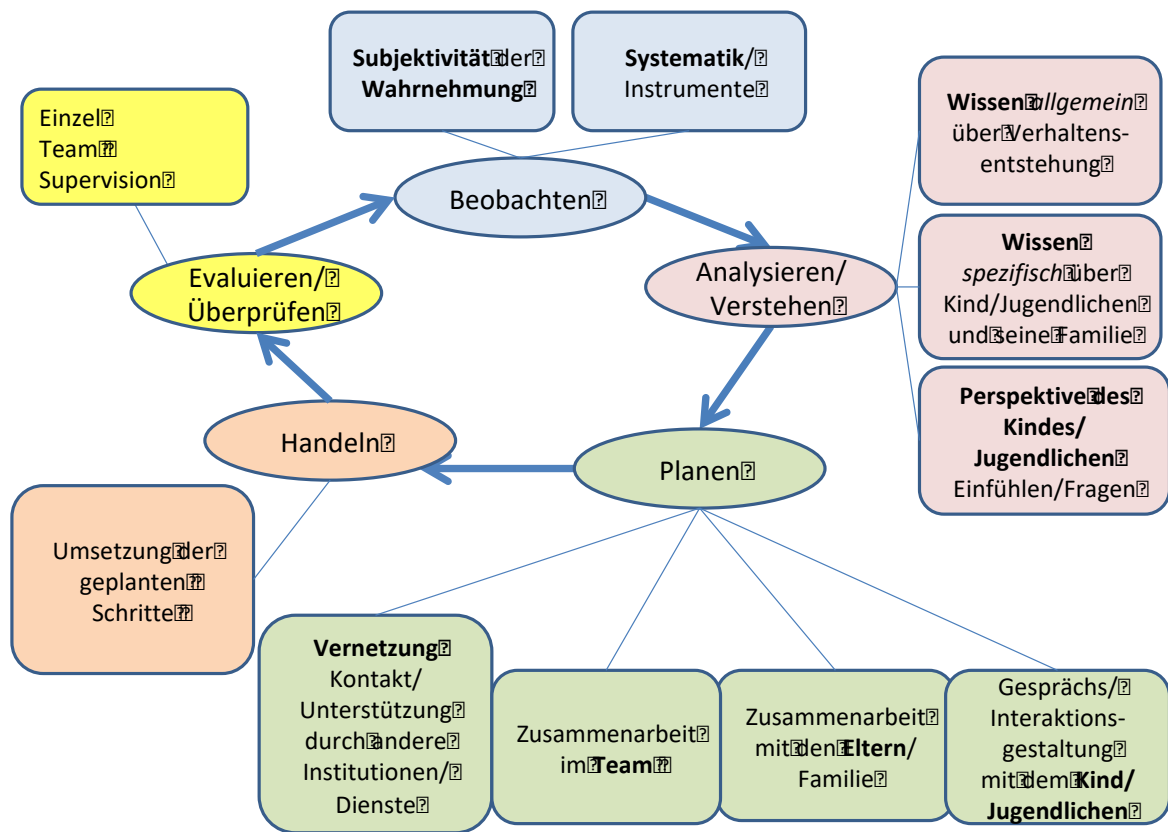 Subjektivität der
Wahrnehmung
Systematik/
Instrumente
Wissen allgemein
über Verhaltens-
entstehung
Einzel
Team
Supervision
Beobachten
Evaluieren/
Überprüfen
Analysieren/
Verstehen
Wissen
spezifisch über
Kind/Jugendlichen
und seine Familie
Perspektive des
Kindes/
Jugendlichen
Einfühlen/Fragen
Handeln
Planen
Umsetzung der
geplanten
Schritte
Vernetzung
Kontakt/
Unterstützung
durch andere
Institutionen/
Dienste
Zusammenarbeit
im Team
Zusammenarbeit
mit den Eltern/
Familie
Gesprächs/
Interaktions-
gestaltung
mit dem Kind/
Jugendlichen